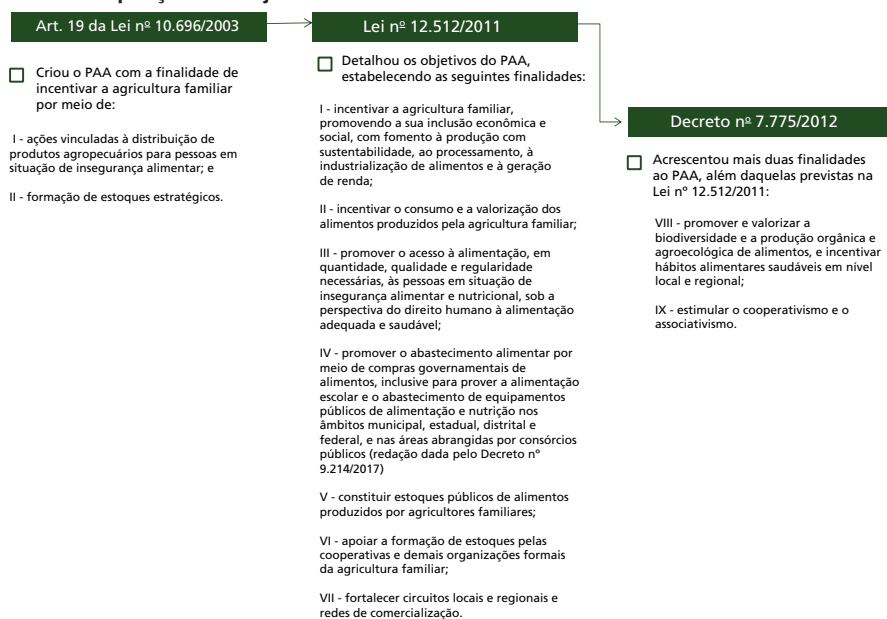 Art. 19 da Lei nº 10.696/2003
Criou o PAA com a finalidade de
incentivar a agricultura familiar
por meio de:
I - ações vinculadas à distribuição de
produtos agropecuários para pessoas em
situação de insegurança alimentar; e
II - formação de estoques estratégicos.
Lei nº 12.512/2011
Detalhou os objetivos do PAA,
estabelecendo as seguintes finalidades:
I - incentivar a agricultura familiar,
promovendo a sua inclusão econômica e
social, com fomento à produção com
sustentabilidade, ao processamento, à
industrialização de alimentos e à geração
de renda;
II - incentivar o consumo e a valorização dos
alimentos produzidos pela agricultura familiar;
III - promover o acesso à alimentação, em
quantidade, qualidade e regularidade
necessárias, às pessoas em situação de
insegurança alimentar e nutricional, sob a
perspectiva do direito humano à alimentação
adequada e saudável;
IV - promover o abastecimento alimentar por
meio de compras governamentais de
alimentos, inclusive para prover a alimentação
escolar e o abastecimento de equipamentos
públicos de alimentação e nutrição nos
âmbitos municipal, estadual, distrital e
federal, e nas áreas abrangidas por consórcios
públicos (redação dada pelo Decreto nº
9.214/2017)
V - constituir estoques públicos de alimentos
produzidos por agricultores familiares;
VI - apoiar a formação de estoques pelas
cooperativas e demais organizações formais
da agricultura familiar;
VII - fortalecer circuitos locais e regionais e
redes de comercialização.
Decreto nº 7.775/2012
Acrescentou mais duas finalidades
ao PAA, além daquelas previstas na
Lei nº 12.512/2011:
VIII - promover e valorizar a
biodiversidade e a produção orgânica e
agroecológica de alimentos, e incentivar
hábitos alimentares saudáveis em nível
local e regional;
IX - estimular o cooperativismo e o
associativismo.